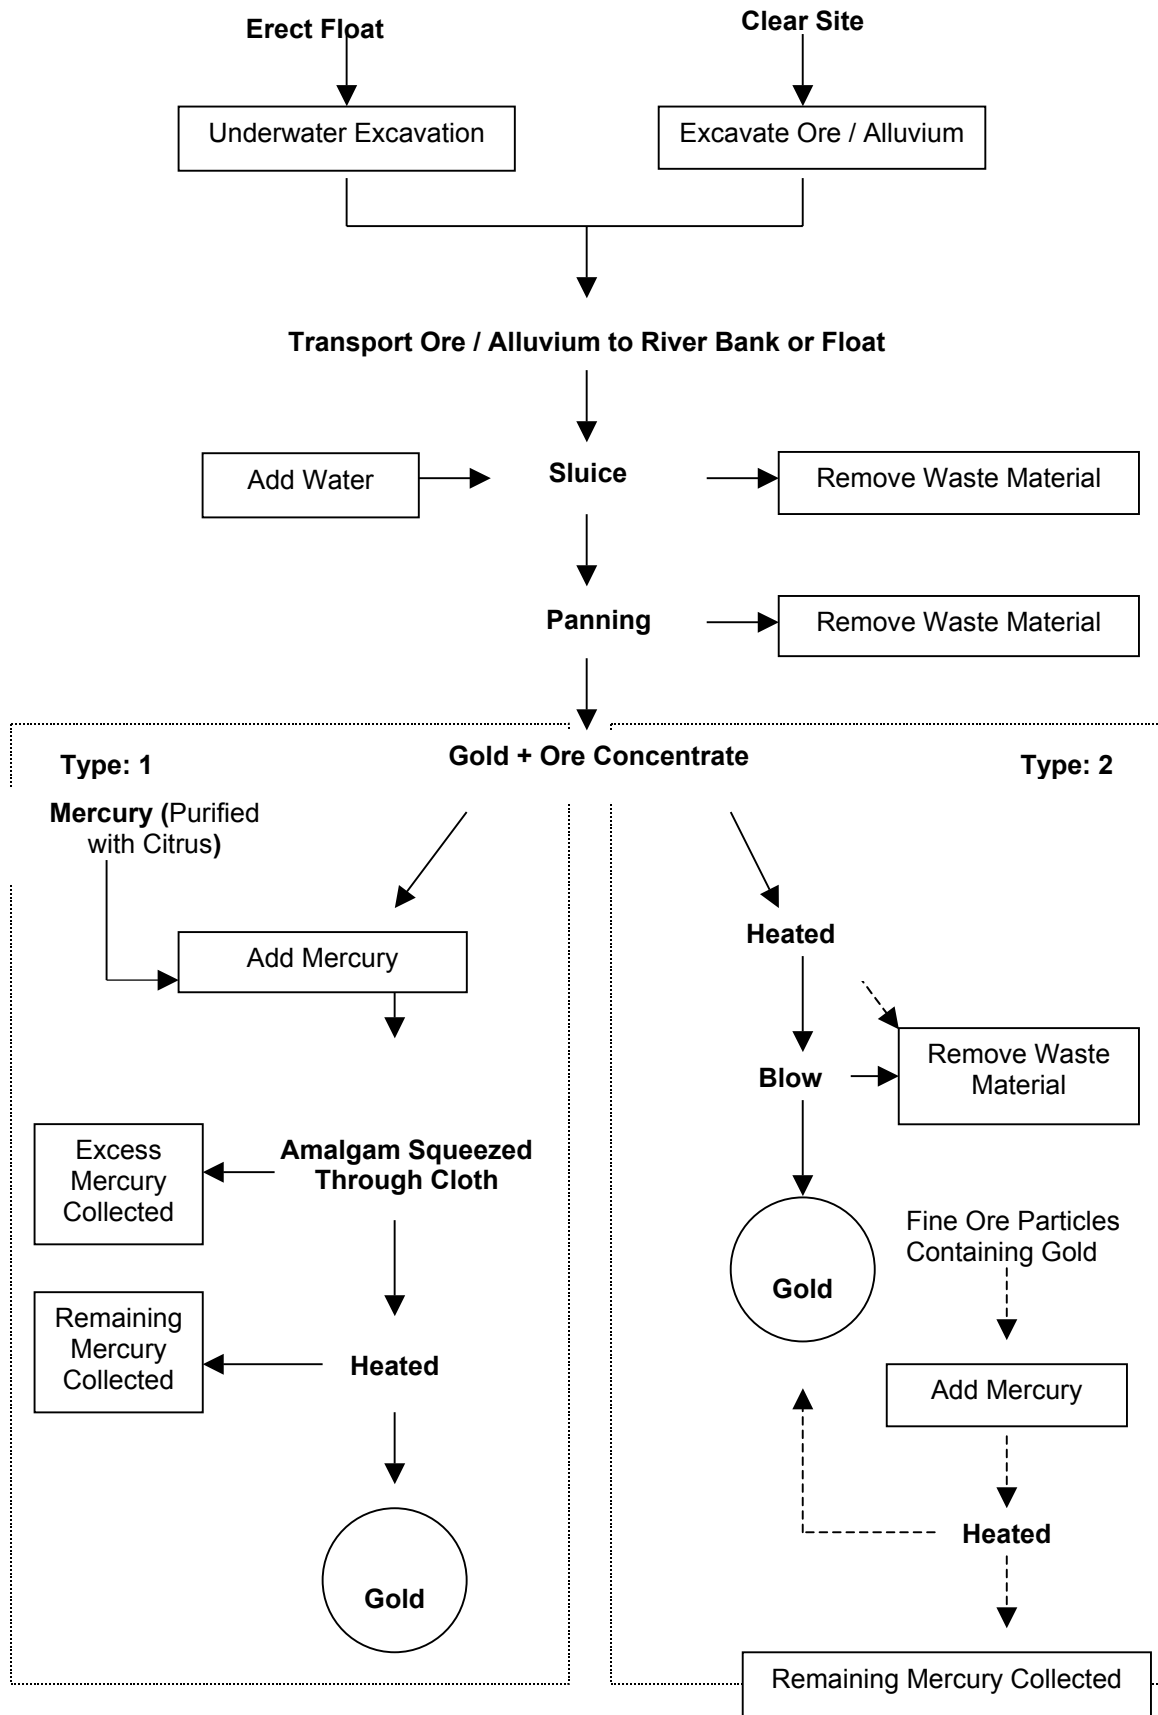 Erect Float
Clear Site
Underwater Excavation
Excavate Ore / Alluvium
Transport Ore / Alluvium to River Bank or Float
Add Water
Sluice
Remove Waste Material
Panning
Remove Waste Material
Gold + Ore Concentrate
Type: 1
Mercury (Purified
with Citrus)
Add Mercury
Excess
Mercury
Collected
Amalgam Squeezed
Through Cloth
Remaining
Mercury
Collected
Heated
Gold
Type: 2
Heated
Blow
Remove Waste
Material
Gold
Fine Ore Particles
Containing Gold
Add Mercury
Heated
Remaining Mercury Collected